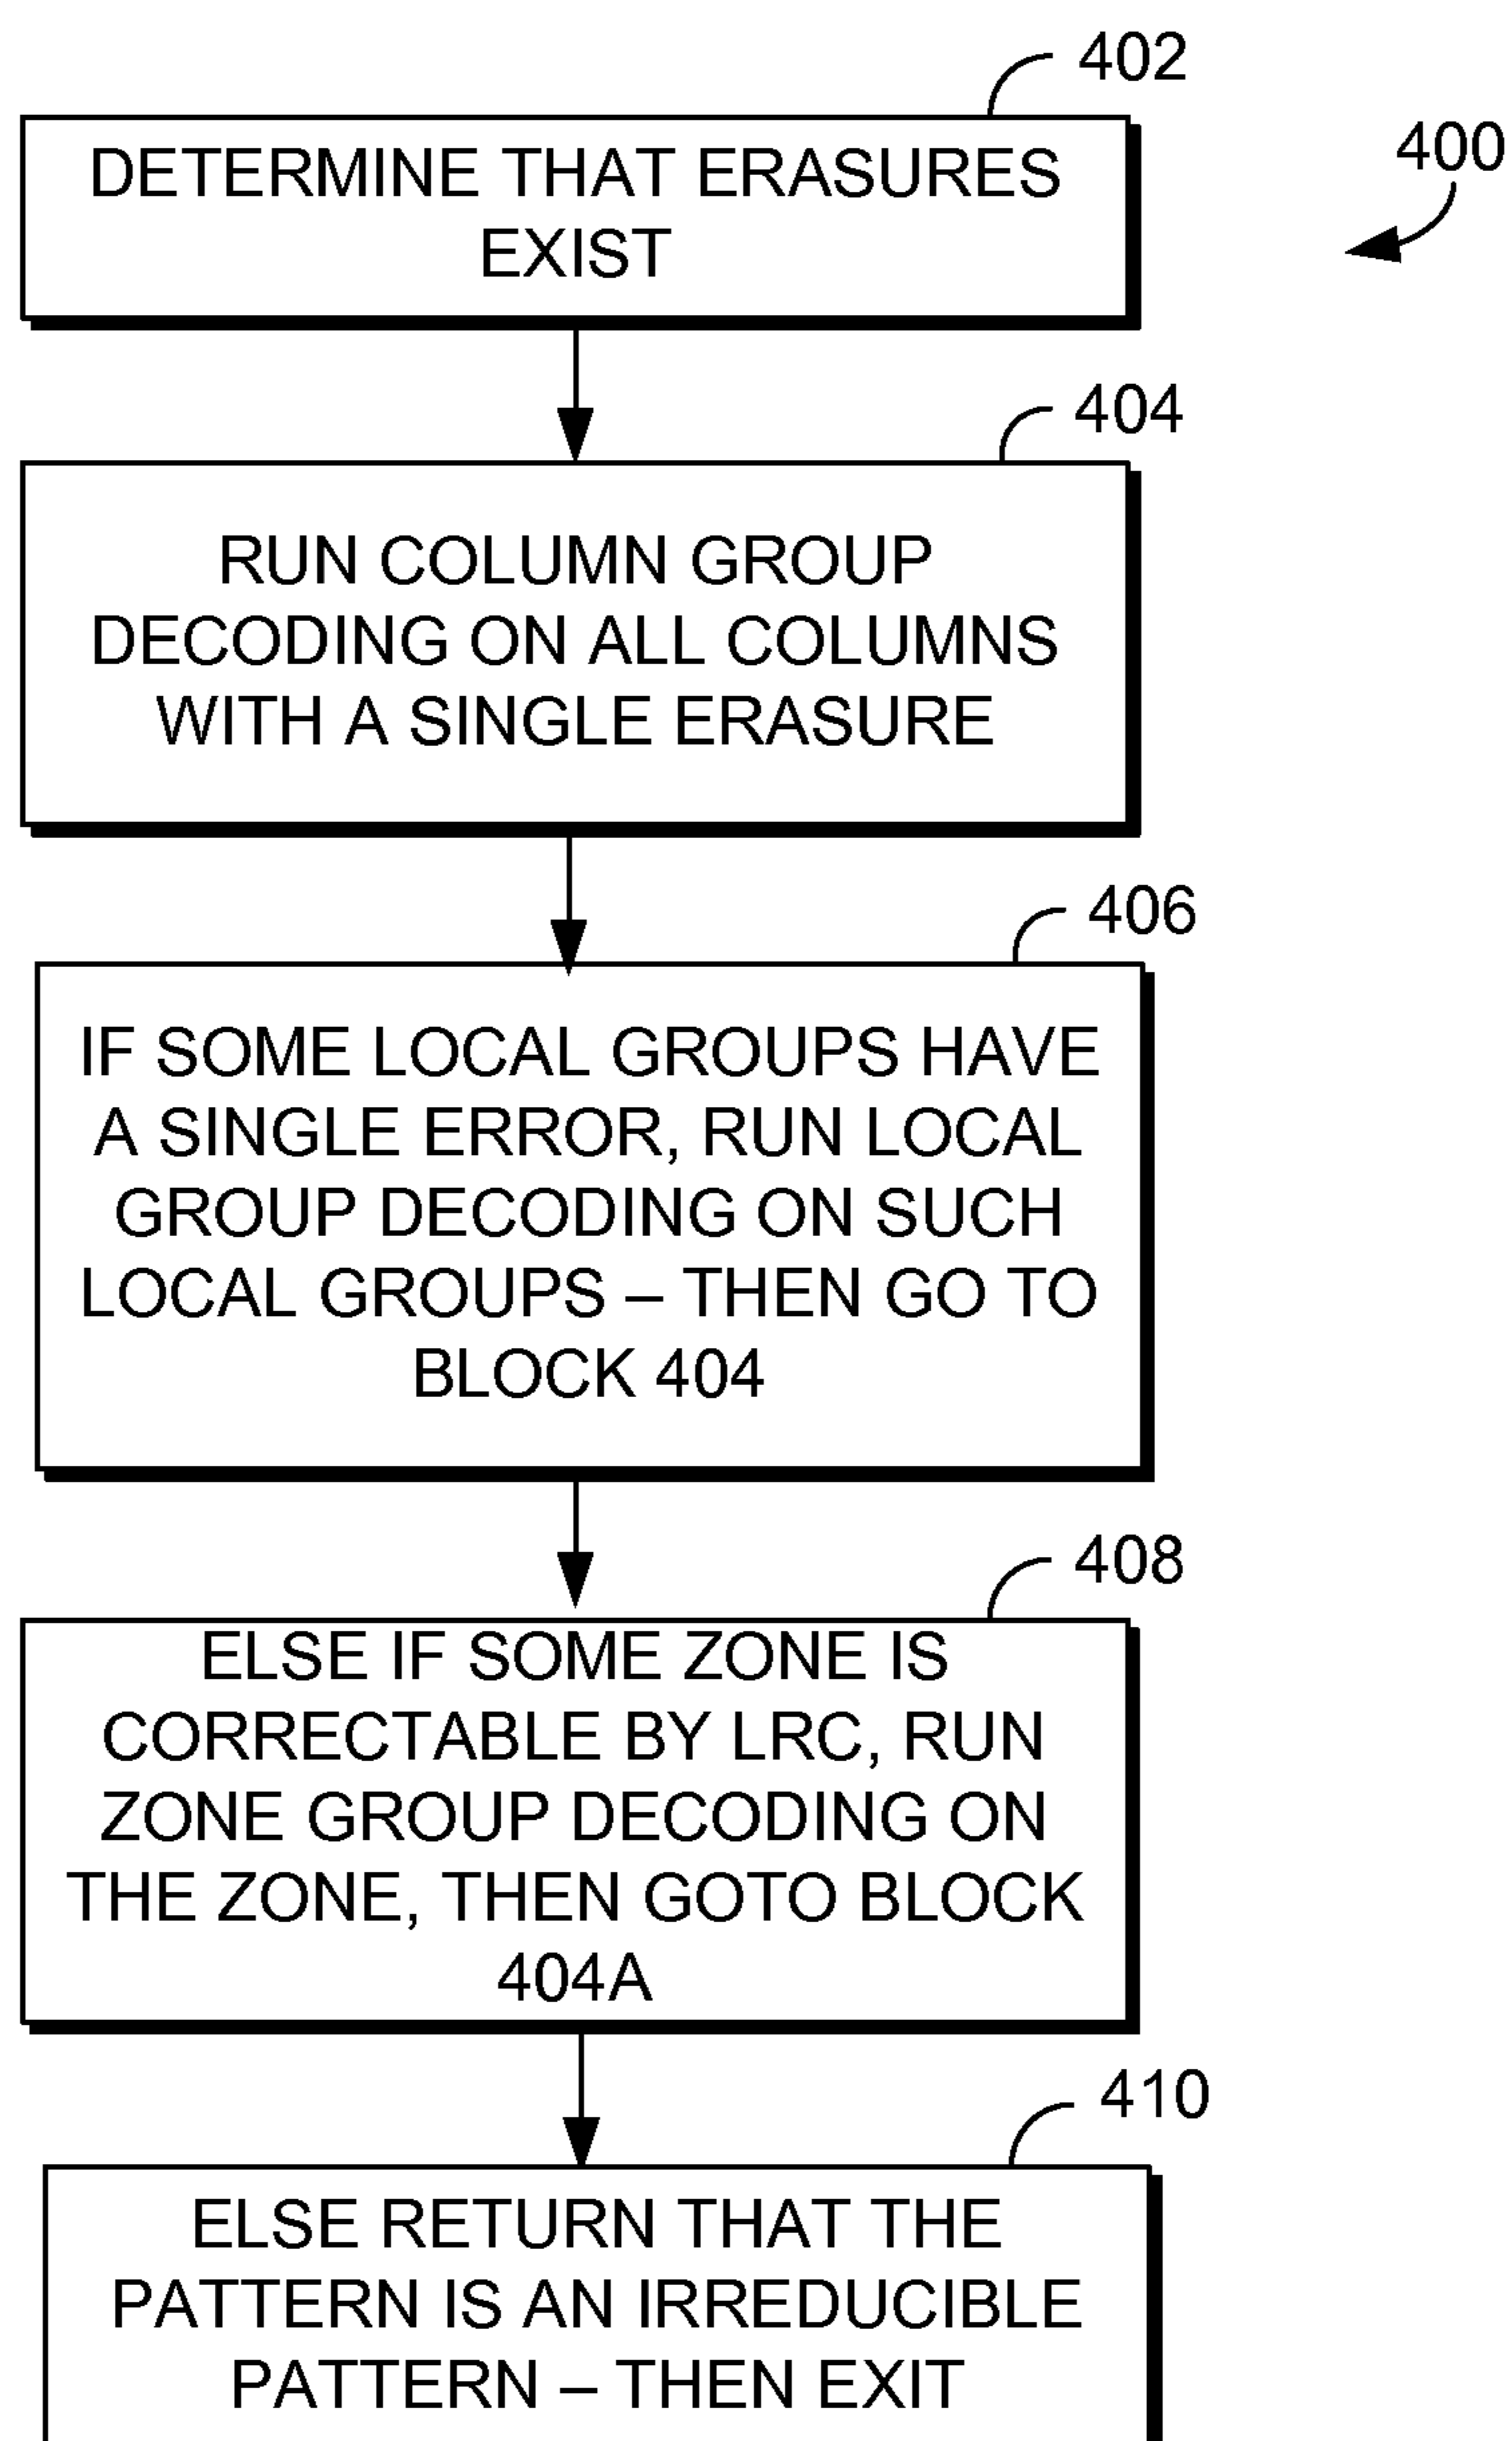 402
400
DETERMINE THAT ERASURES
EXIST
404
RUN COLUMN GROUP
DECODING ON ALL COLUMNS
WITH A SINGLE ERASURE
406
IF SOME LOCAL GROUPS HAVE
A SINGLE ERROR, RUN LOCAL
GROUP DECODING ON SUCH
LOCAL GROUPS – THEN GO TO
BLOCK 404
408
ELSE IF SOME ZONE IS
CORRECTABLE BY LRC, RUN
ZONE GROUP DECODING ON
THE ZONE, THEN GOTO BLOCK
404A
410
ELSE RETURN THAT THE
PATTERN IS AN IRREDUCIBLE
PATTERN – THEN EXIT